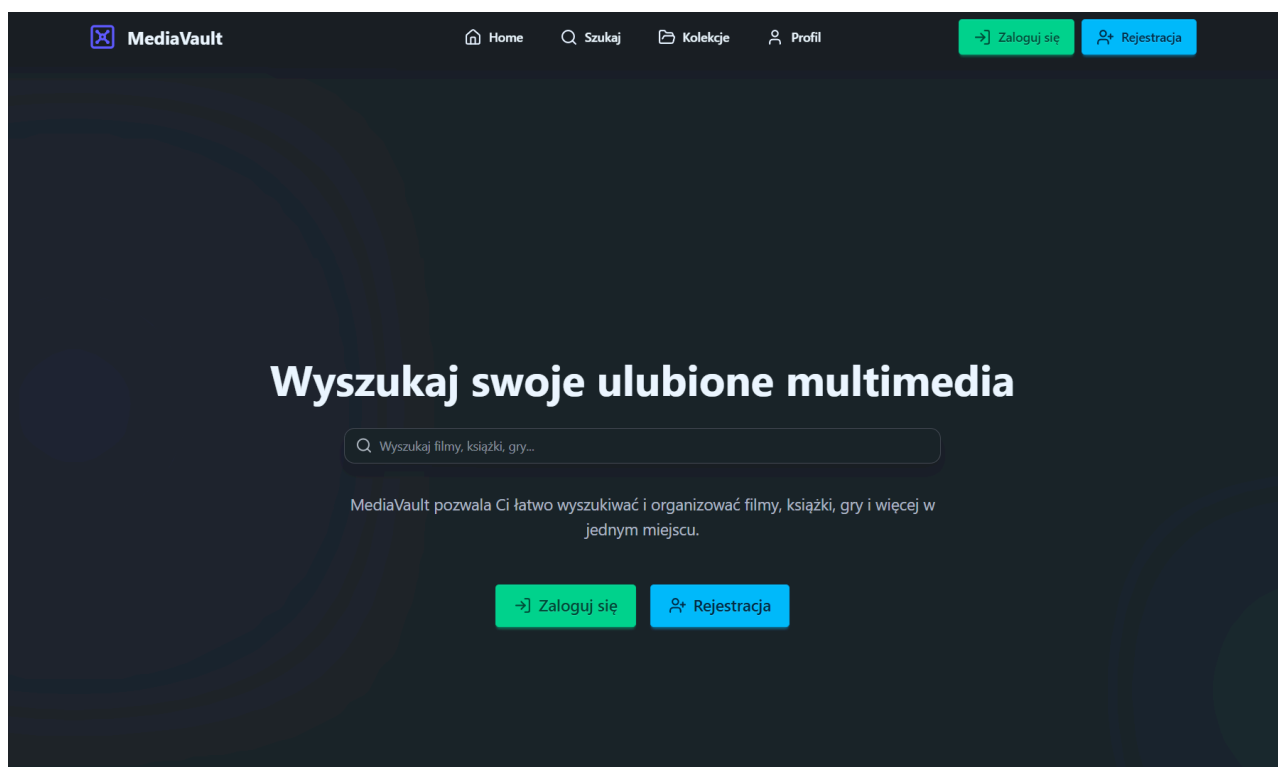 MediaVault
Home
Szukaj
Kolekcje
Profil
Zaloguj się
Rejestracja
Wyszukaj swoje ulubione multimedia
Wyszukaj filmy, książki, gry...
MediaVault pozwala Ci łatwo wyszukiwać i organizować filmy, książki, gry i więcej w
jednym miejscu.
Zaloguj się
Rejestracja